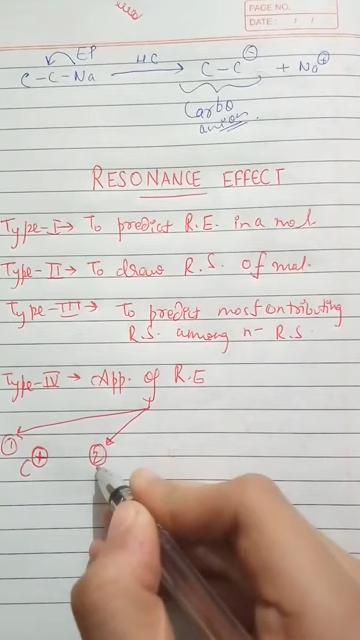 PAGE NO.
DATE: / /
EP
C-C-Na HC → C-C⊖ + Na⊕
Carbo
anion
RESONANCE EFFECT
Type-I → To predict R.E. in a mol.
Type-II → To draw R.S. of mol.
Type-III → To predict most contributing
R.S. among n-R.S.
Type-IV → App. of R.E
① ②
C⊕